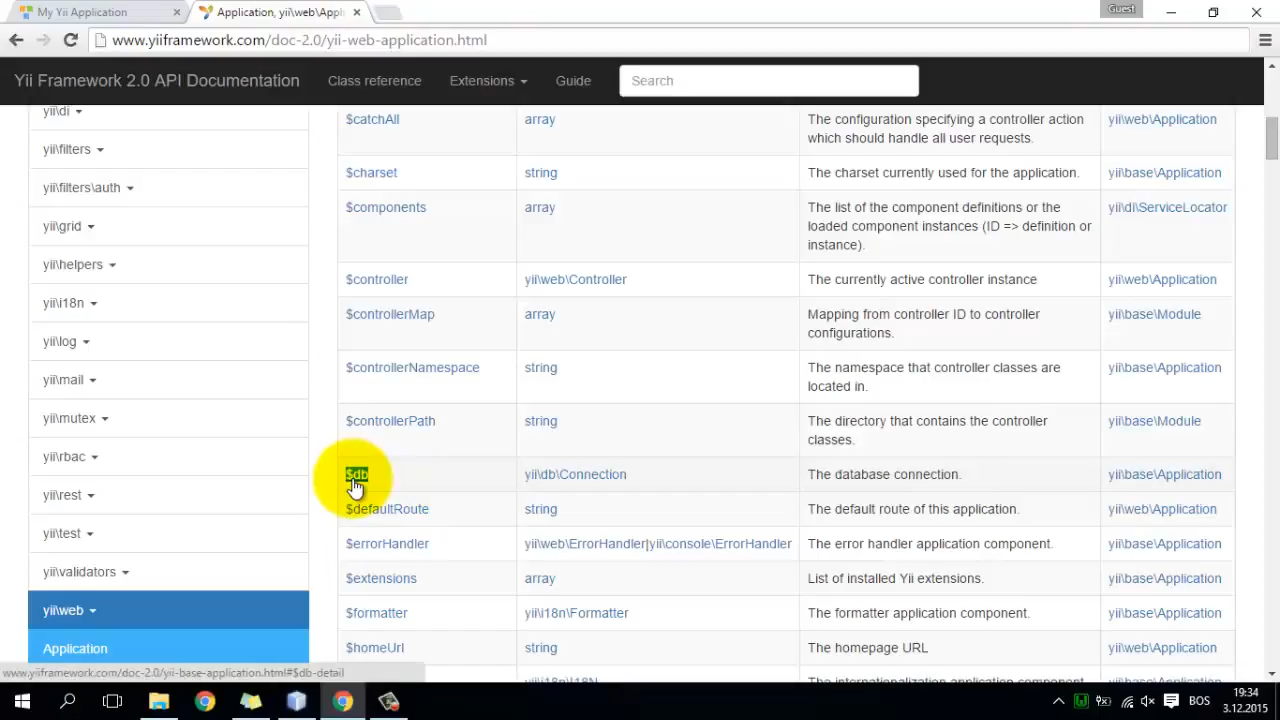 My Yii Application
Application, yii\web\Appl
Guest
www.yiiframework.com/doc-2.0/yii-web-application.html
Yii Framework 2.0 API Documentation
Class reference
Extensions
Guide
Search
yii\di
yii\filters
yii\filters\auth
yii\grid
yii\helpers
yii\i18n
yii\log
yii\mail
yii\mutex
yii\rbac
yii\rest
yii\test
yii\validators
yii\web
Application
$catchAll array The configuration specifying a controller action yii\web\Application
which should handle all user requests.
$charset string The charset currently used for the application. yii\base\Application
$components array The list of the component definitions or the yii\di\ServiceLocator
loaded component instances (ID => definition or
instance).
$controller yii\web\Controller The currently active controller instance yii\web\Application
$controllerMap array Mapping from controller ID to controller yii\base\Module
configurations.
$controllerNamespace string The namespace that controller classes are yii\base\Application
located in.
$controllerPath string The directory that contains the controller yii\base\Module
classes.
$db yii\db\Connection The database connection. yii\base\Application
$defaultRoute string The default route of this application. yii\web\Application
$errorHandler yii\web\ErrorHandler|yii\console\ErrorHandler The error handler application component. yii\base\Application
$extensions array List of installed Yii extensions. yii\base\Application
$formatter yii\i18n\Formatter The formatter application component. yii\base\Application
$homeUrl string The homepage URL yii\web\Application
yii\i18n\I18N The internationalization application component
www.yiiframework.com/doc-2.0/yii-base-application.html#$db-detail
BOS
19:34
3.12.2015